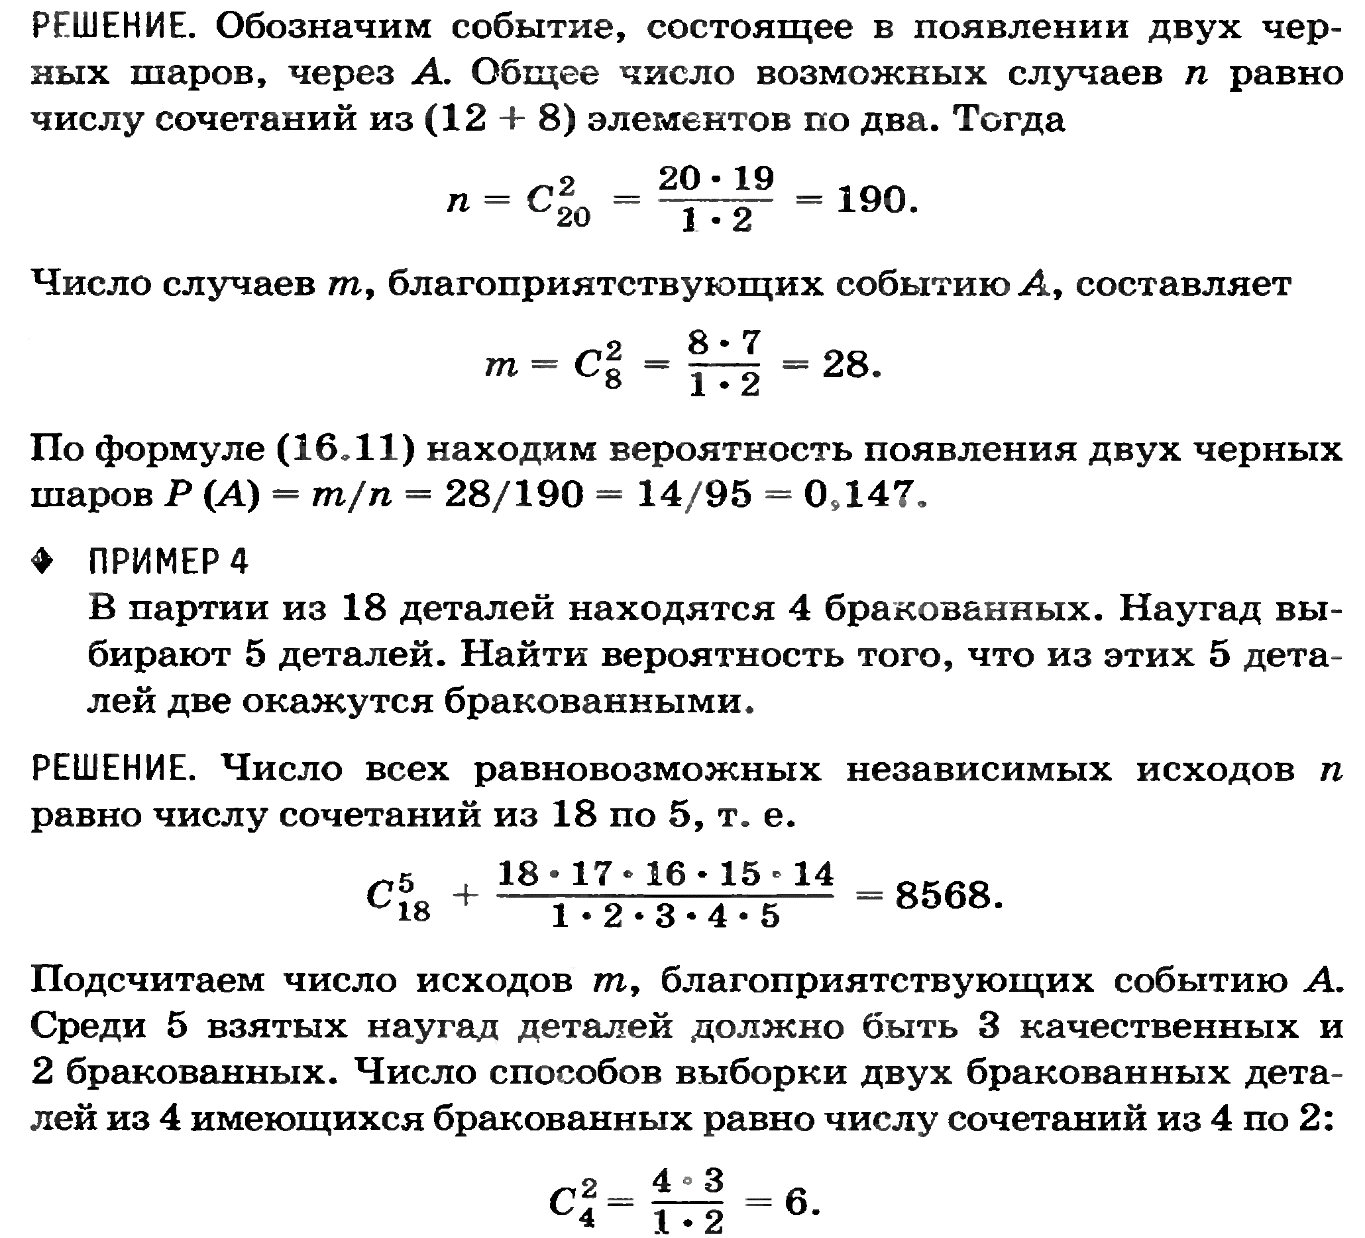 РЕШЕНИЕ. Обозначим событие, состоящее в появлении двух чер-
ных шаров, через A. Общее число возможных случаев n равно
числу сочетаний из (12 + 8) элементов по два. Тогда
n = C²₂₀ = (20 · 19)/(1 · 2) = 190.
Число случаев m, благоприятствующих событию A, составляет
m = C²₈ = (8 · 7)/(1 · 2) = 28.
По формуле (16.11) находим вероятность появления двух черных
шаров P (A) = m/n = 28/190 = 14/95 = 0,147.
♦ ПРИМЕР 4
В партии из 18 деталей находятся 4 бракованных. Наугад вы-
бирают 5 деталей. Найти вероятность того, что из этих 5 дета-
лей две окажутся бракованными.
РЕШЕНИЕ. Число всех равновозможных независимых исходов n
равно числу сочетаний из 18 по 5, т. е.
C⁵₁₈ + (18 · 17 · 16 · 15 · 14)/(1 · 2 · 3 · 4 · 5) = 8568.
Подсчитаем число исходов m, благоприятствующих событию A.
Среди 5 взятых наугад деталей должно быть 3 качественных и
2 бракованных. Число способов выборки двух бракованных дета-
лей из 4 имеющихся бракованных равно числу сочетаний из 4 по 2:
C²₄ = (4 · 3)/(1 · 2) = 6.